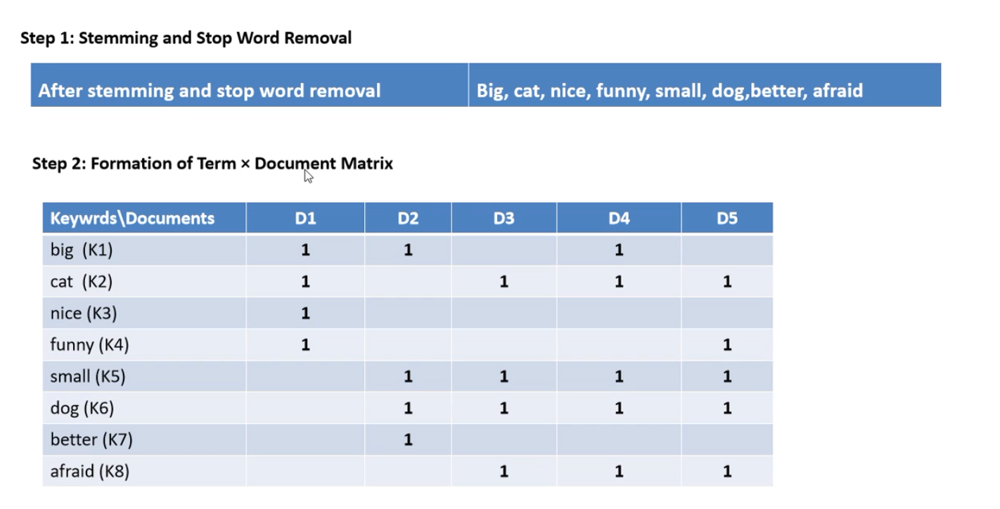 Step 1: Stemming and Stop Word Removal
After stemming and stop word removal Big, cat, nice, funny, small, dog,better, afraid
Step 2: Formation of Term × Document Matrix
Keywrds\Documents D1 D2 D3 D4 D5
big (K1) 1 1 1
cat (K2) 1 1 1 1
nice (K3) 1
funny (K4) 1 1
small (K5) 1 1 1 1
dog (K6) 1 1 1 1
better (K7) 1
afraid (K8) 1 1 1